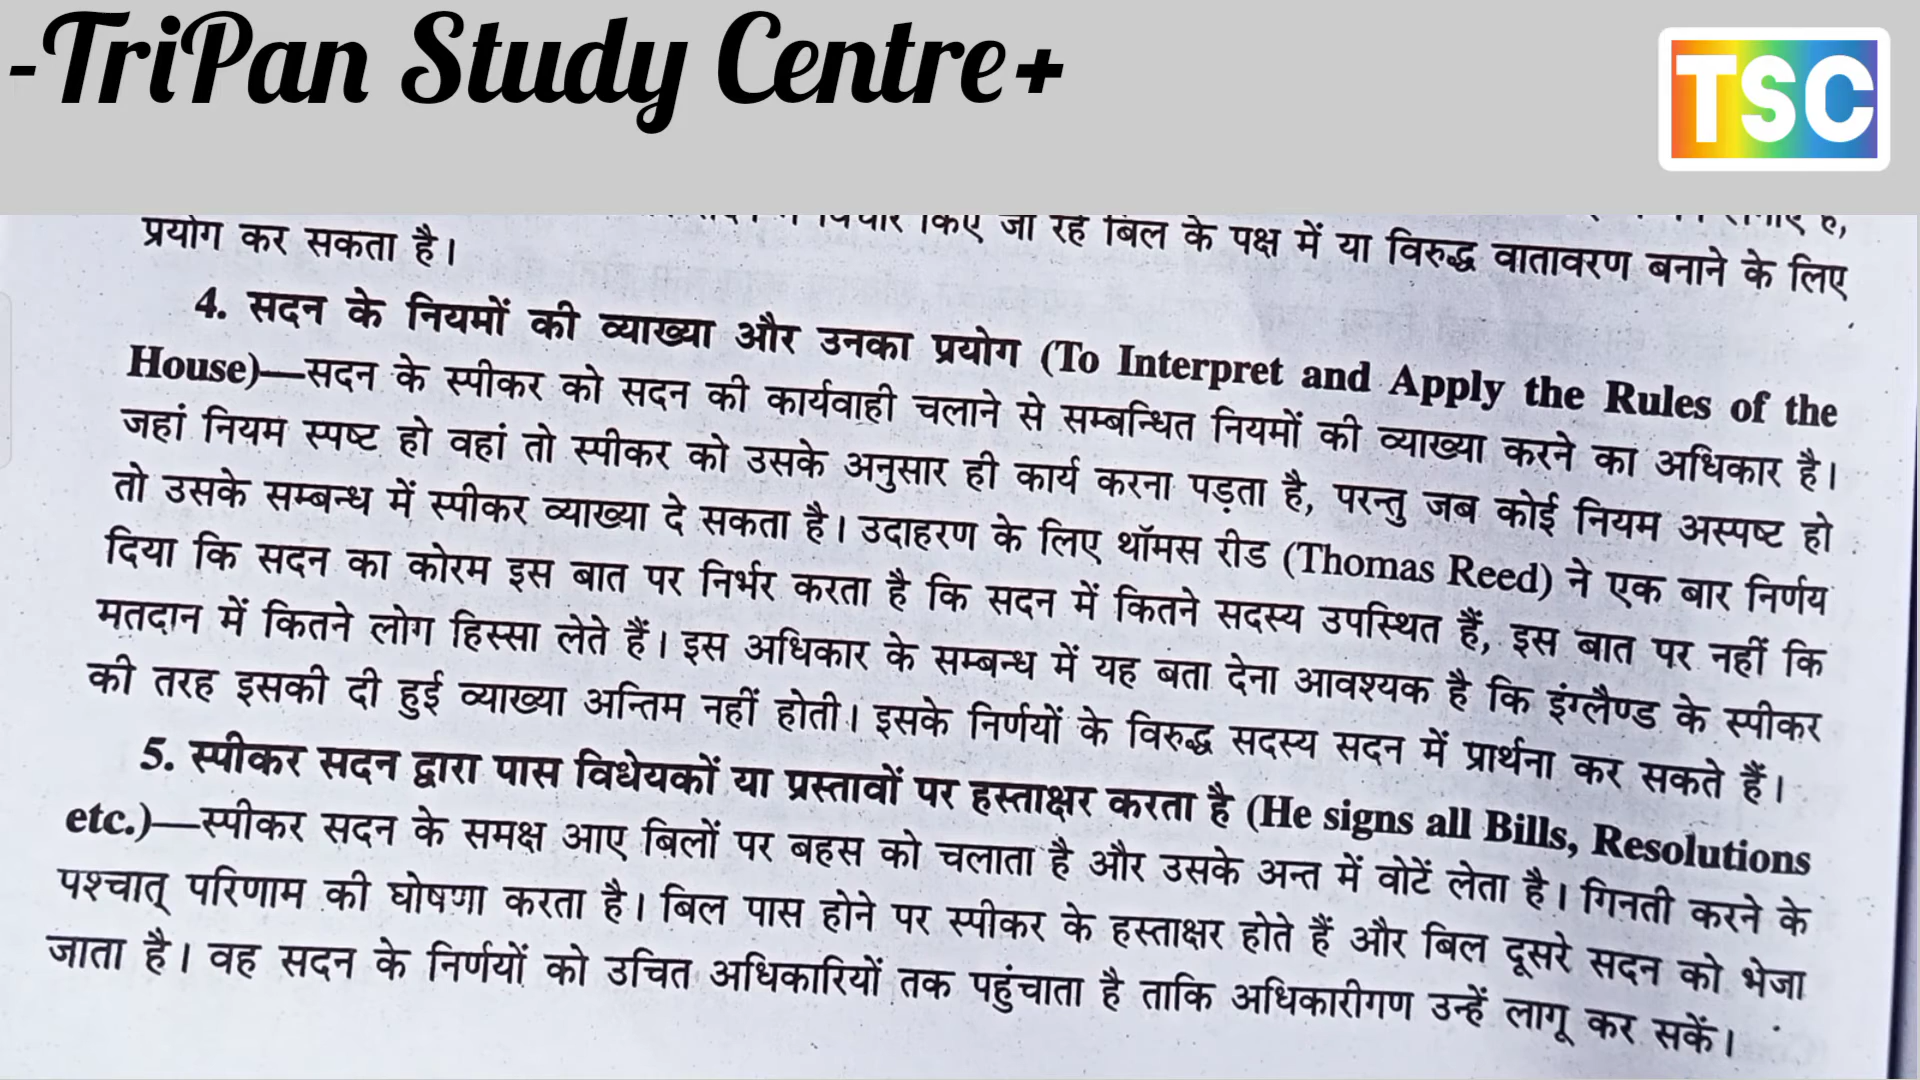 -TriPan Study Centre+
TSC
विचार किए जा रहे बिल के पक्ष में या विरुद्ध वातावरण बनाने के लिए
प्रयोग कर सकता है।
4. सदन के नियमों की व्याख्या और उनका प्रयोग (To Interpret and Apply the Rules of the
House)—सदन के स्पीकर को सदन की कार्यवाही चलाने से सम्बन्धित नियमों की व्याख्या करने का अधिकार है।
जहां नियम स्पष्ट हो वहां तो स्पीकर को उसके अनुसार ही कार्य करना पड़ता है, परन्तु जब कोई नियम अस्पष्ट हो
तो उसके सम्बन्ध में स्पीकर व्याख्या दे सकता है। उदाहरण के लिए थॉमस रीड (Thomas Reed) ने एक बार निर्णय
दिया कि सदन का कोरम इस बात पर निर्भर करता है कि सदन में कितने सदस्य उपस्थित हैं, इस बात पर नहीं कि
मतदान में कितने लोग हिस्सा लेते हैं। इस अधिकार के सम्बन्ध में यह बता देना आवश्यक है कि इंग्लैण्ड के स्पीकर
की तरह इसकी दी हुई व्याख्या अन्तिम नहीं होती। इसके निर्णयों के विरुद्ध सदस्य सदन में प्रार्थना कर सकते हैं।
5. स्पीकर सदन द्वारा पास विधेयकों या प्रस्तावों पर हस्ताक्षर करता है (He signs all Bills, Resolutions
etc.)—स्पीकर सदन के समक्ष आए बिलों पर बहस को चलाता है और उसके अन्त में वोटें लेता है। गिनती करने के
पश्चात् परिणाम की घोषणा करता है। बिल पास होने पर स्पीकर के हस्ताक्षर होते हैं और बिल दूसरे सदन को भेजा
जाता है। वह सदन के निर्णयों को उचित अधिकारियों तक पहुंचाता है ताकि अधिकारीगण उन्हें लागू कर सकें।